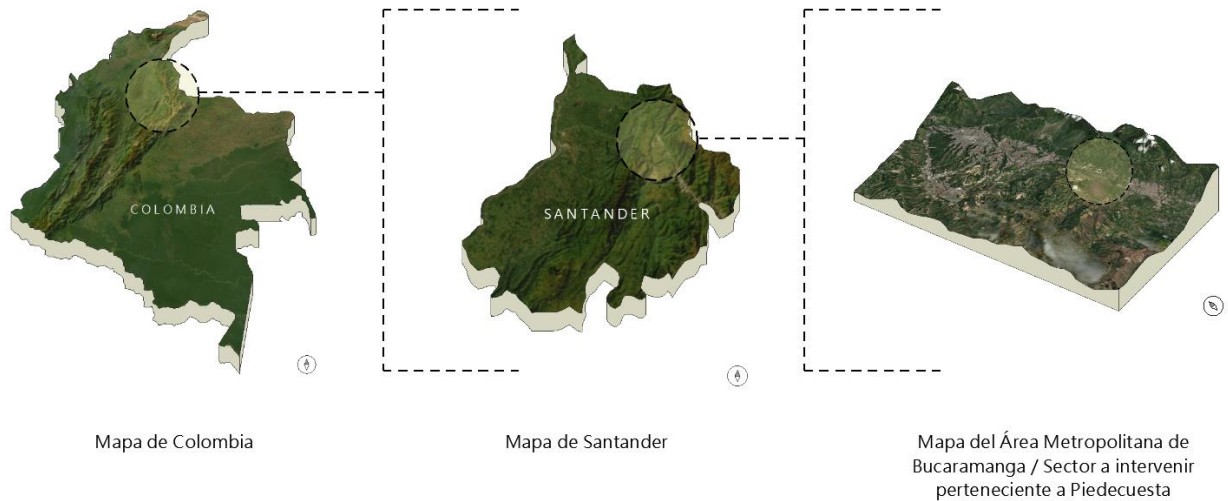 COLOMBIA
SANTANDER
Mapa de Colombia
Mapa de Santander
Mapa del Área Metropolitana de
Bucaramanga / Sector a intervenir
perteneciente a Piedecuesta